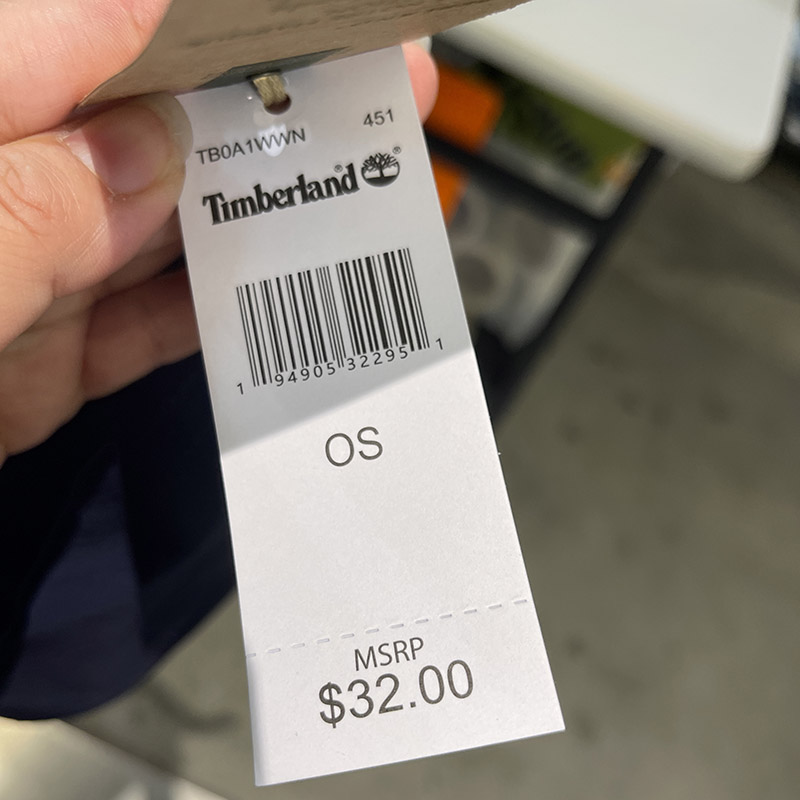 TB0A1WWN 451
Timberland®®
1 94905 32295 1
OS
MSRP
$32.00